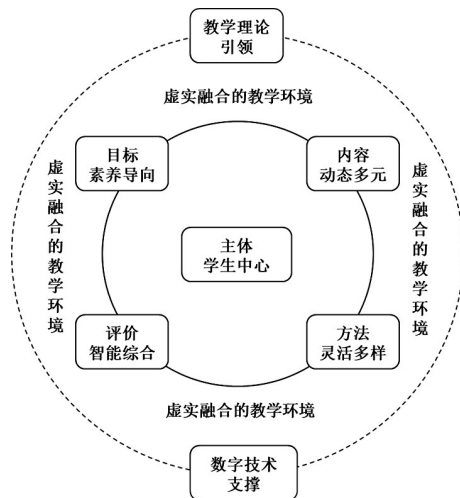 教学理论
引领
虚实融合的教学环境
目标
素养导向
内容
动态多元
虚实融合的教学环境
主体
学生中心
虚实融合的教学环境
评价
智能综合
方法
灵活多样
虚实融合的教学环境
数字技术
支撑